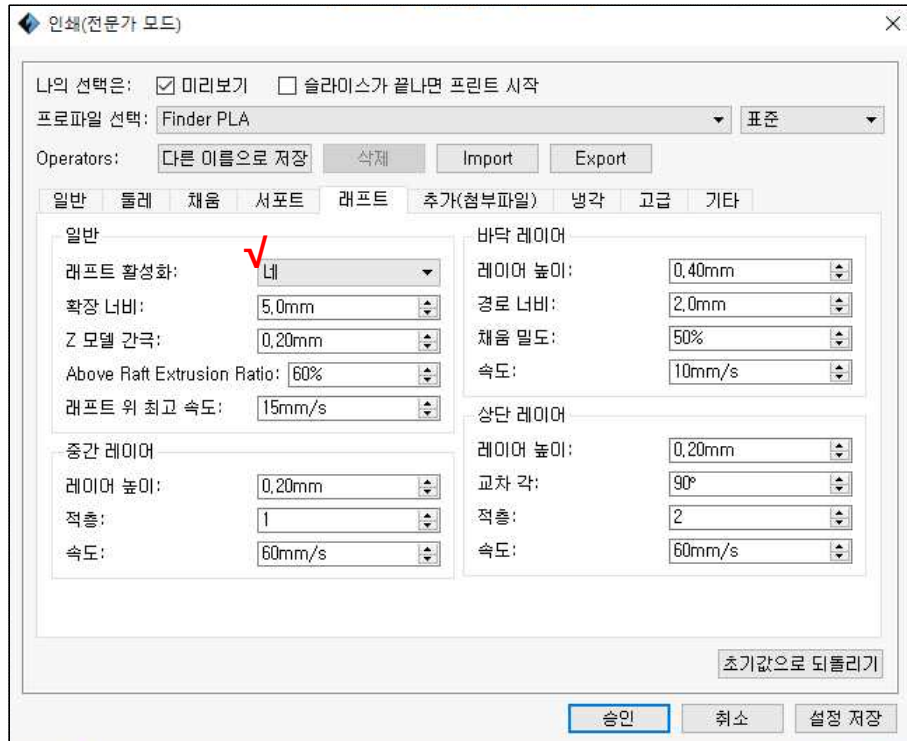 인쇄(전문가 모드)
나의 선택은: 미리보기 슬라이스가 끝나면 프린트 시작
프로파일 선택: Finder PLA 표준
Operators: 다른 이름으로 저장 삭제 Import Export
일반 둘레 채움 서포트 래프트 추가(첨부파일) 냉각 고급 기타
일반
래프트 활성화: 네
확장 너비: 5,0mm
Z 모델 간극: 0,20mm
Above Raft Extrusion Ratio: 60%
래프트 위 최고 속도: 15mm/s
중간 레이어
레이어 높이: 0,20mm
적층: 1
속도: 60mm/s
바닥 레이어
레이어 높이: 0,40mm
경로 너비: 2,0mm
채움 밀도: 50%
속도: 10mm/s
상단 레이어
레이어 높이: 0,20mm
교차 각: 90º
적층: 2
속도: 60mm/s
초기값으로 되돌리기
승인 취소 설정 저장